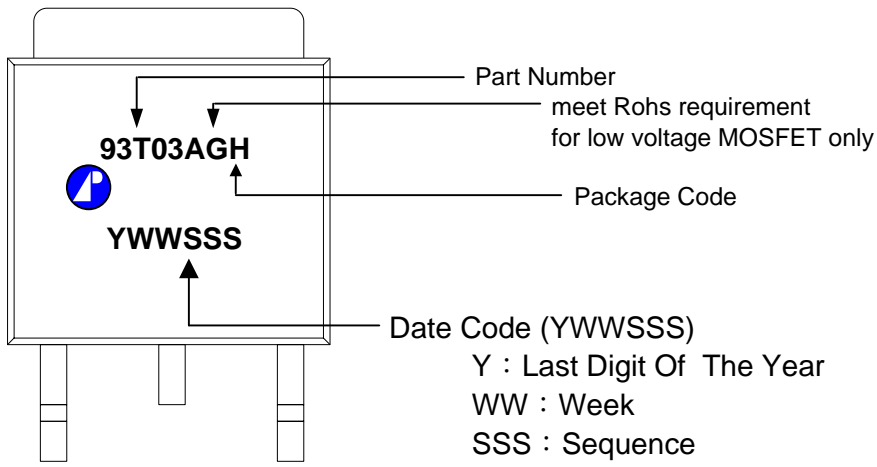 Part Number
meet Rohs requirement
for low voltage MOSFET only
93T03AGH
Package Code
YWWSSS
Date Code (YWWSSS)
Y：Last Digit Of The Year
WW：Week
SSS：Sequence